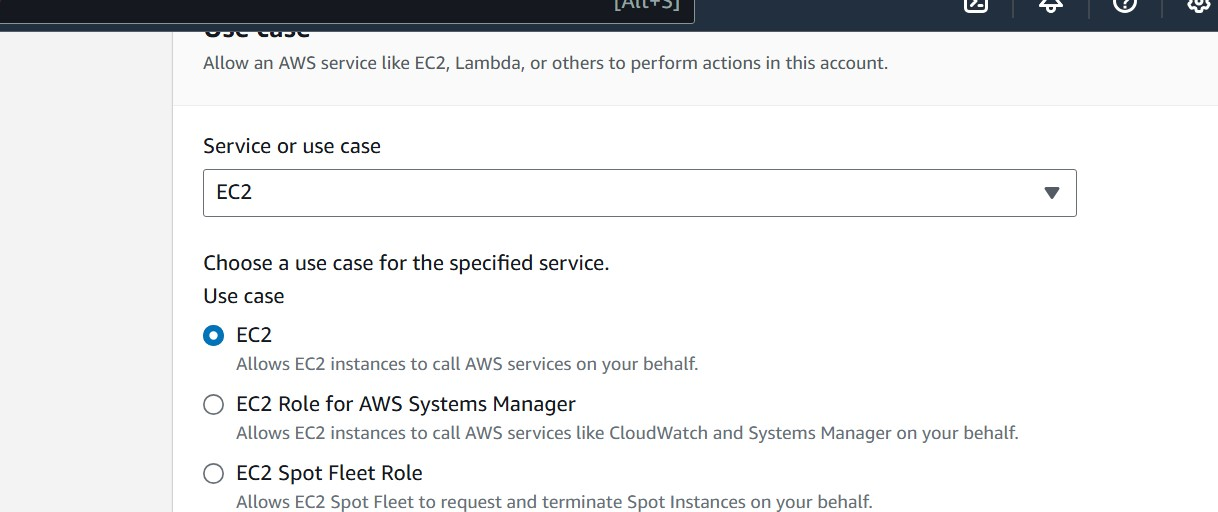 [Alt+S]
Use case
Allow an AWS service like EC2, Lambda, or others to perform actions in this account.
Service or use case
EC2
Choose a use case for the specified service.
Use case
EC2
Allows EC2 instances to call AWS services on your behalf.
EC2 Role for AWS Systems Manager
Allows EC2 instances to call AWS services like CloudWatch and Systems Manager on your behalf.
EC2 Spot Fleet Role
Allows EC2 Spot Fleet to request and terminate Spot Instances on your behalf.